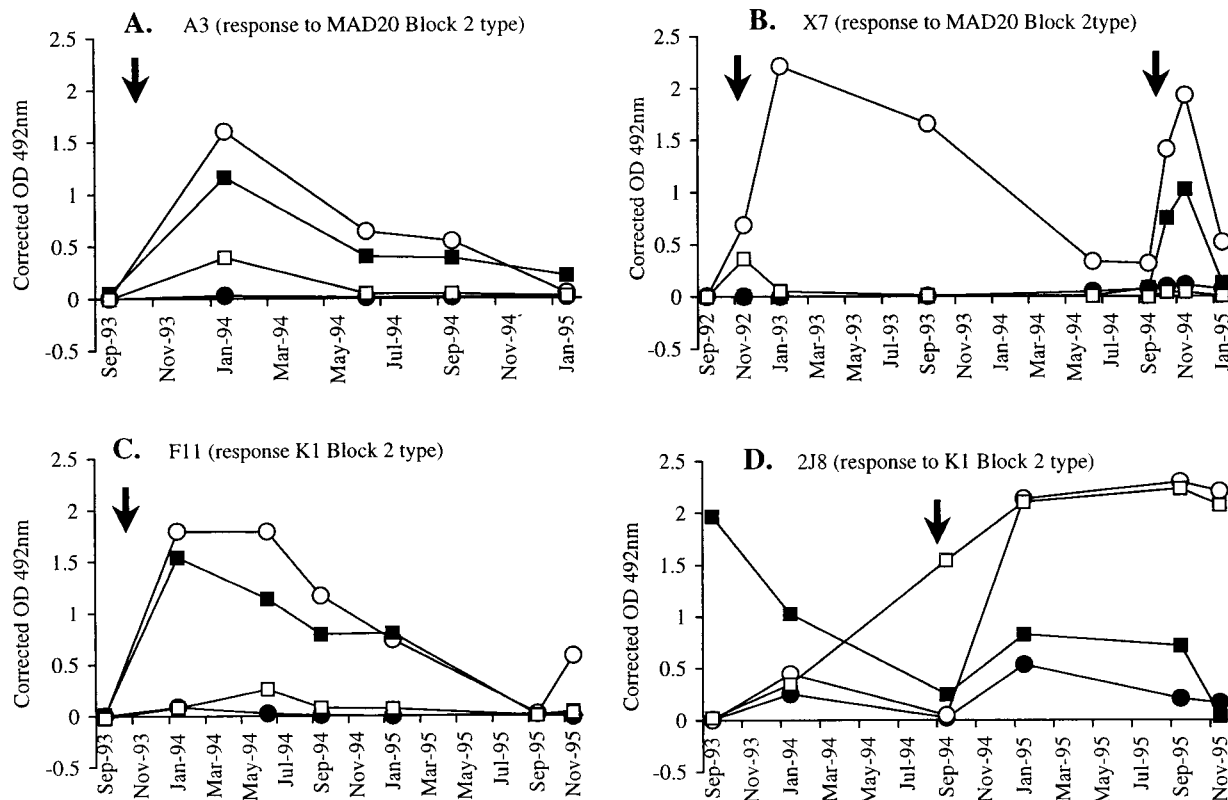 A. A3 (response to MAD20 Block 2 type)
Corrected OD 492nm
2.5
2
1.5
1
0.5
0
-0.5
Sep-93
Nov-93
Jan-94
Mar-94
May-94
Jul-94
Sep-94
Nov-94
Jan-95
B. X7 (response to MAD20 Block 2type)
Corrected OD 492nm
2.5
2
1.5
1
0.5
0
-0.5
Sep-92
Nov-92
Jan-93
Mar-93
May-93
Jul-93
Sep-93
Nov-93
Jan-94
Mar-94
May-94
Jul-94
Sep-94
Nov-94
Jan-95
C. F11 (response K1 Block 2 type)
Corrected OD 492nm
2.5
2
1.5
1
0.5
0
-0.5
Sep-93
Nov-93
Jan-94
Mar-94
May-94
Jul-94
Sep-94
Nov-94
Jan-95
Mar-95
May-95
Jul-95
Sep-95
Nov-95
D. 2J8 (response to K1 Block 2 type)
Corrected OD 492nm
2.5
2
1.5
1
0.5
0
-0.5
Sep-93
Nov-93
Jan-94
Mar-94
May-94
Jul-94
Sep-94
Nov-94
Jan-95
Mar-95
May-95
Jul-95
Sep-95
Nov-95